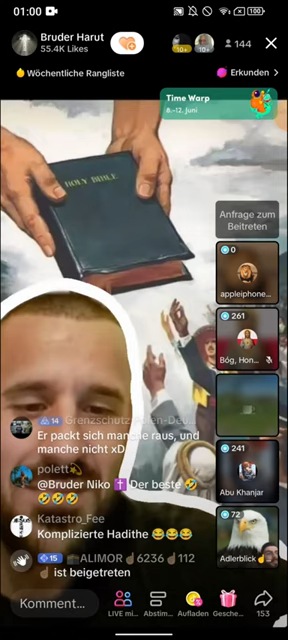 01:00
100
Bruder Harut
55.4K Likes
10+
10+
144
Wöchentliche Rangliste
Erkunden
Time Warp
8.–12. Juni
HOLY BIBLE
Anfrage zum
Beitreten
0
appleiphone...
261
Bóg, Hon...
241
Abu Khanjar
72
Adlerblick
14
Er packt sich manche raus, und
manche nicht xD
polett
@Bruder Niko ✝️ Der beste 🤣
🤣🤣🤣
Katastro_Fee
Komplizierte Hadithe 😂😂😂
15 ALIMOR☝6236☝112
☝ ist beigetreten
Komment...
LIVE mi...
Abstim...
Aufladen
Gesche...
153